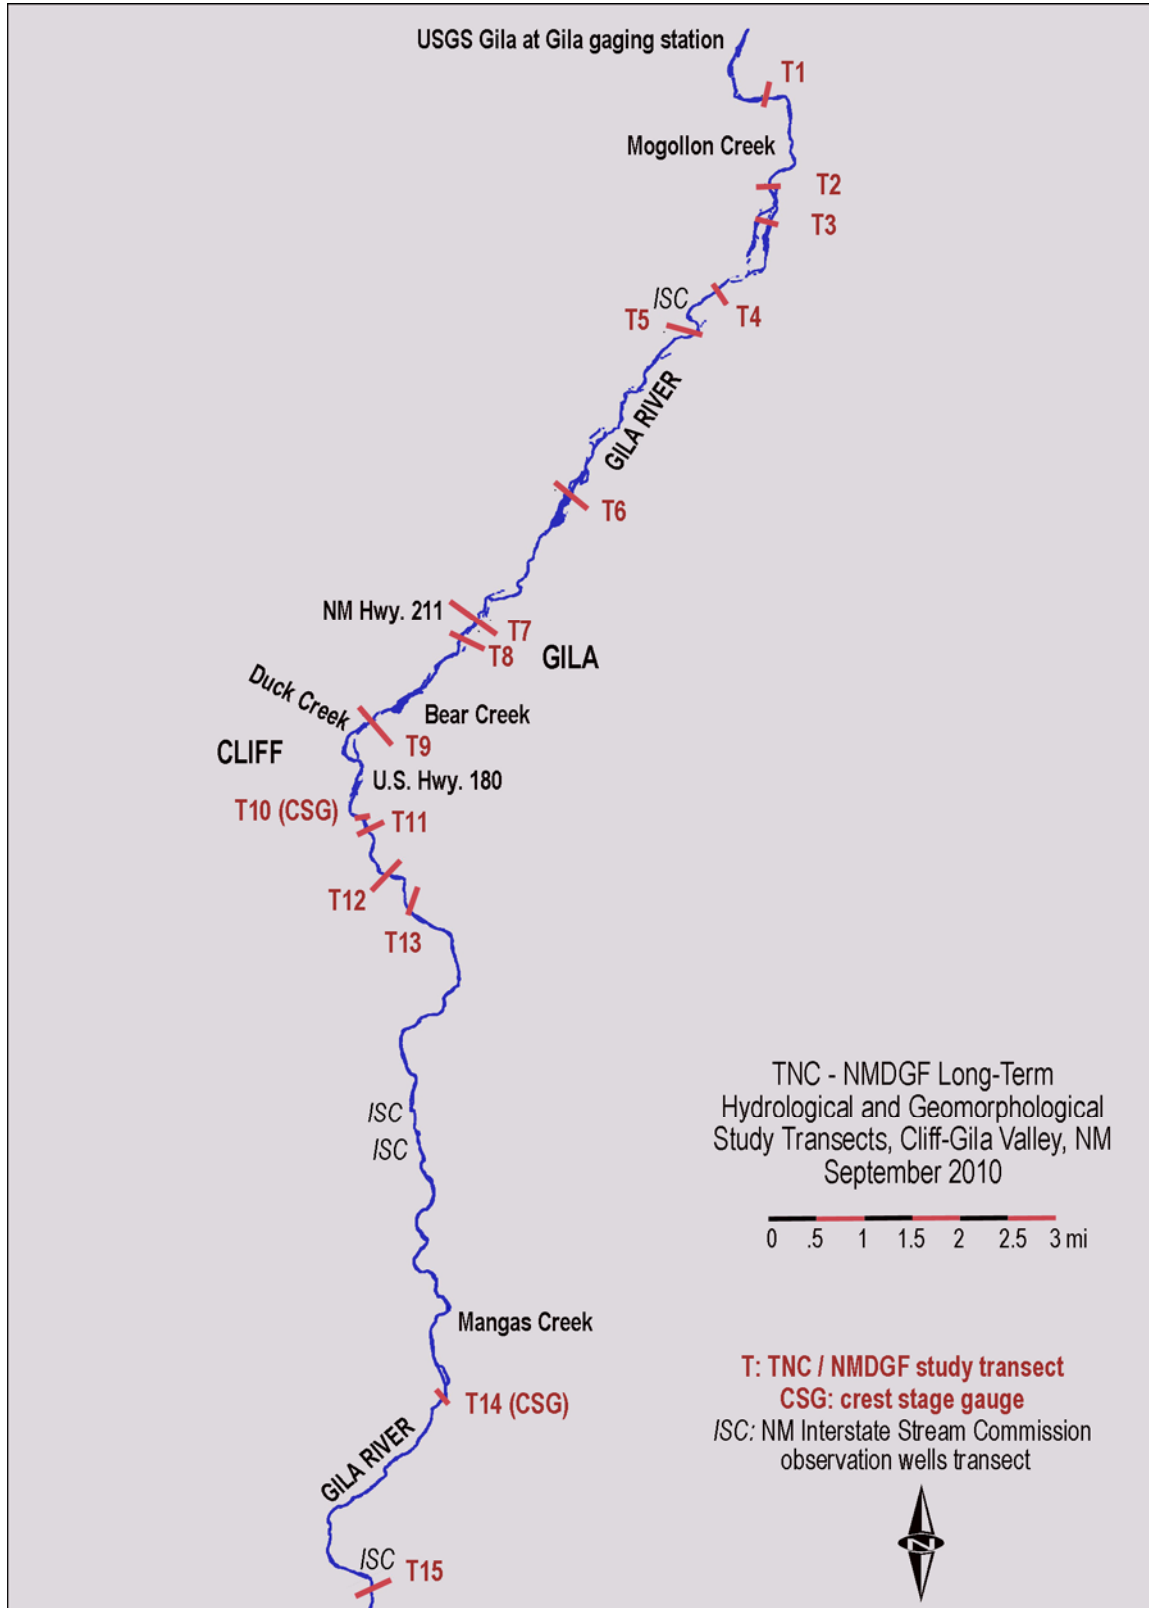 USGS Gila at Gila gaging station
T1
Mogollon Creek
T2
T3
ISC
T5
T4
GILA RIVER
T6
NM Hwy. 211
T7
T8
GILA
Duck Creek
Bear Creek
T9
CLIFF
U.S. Hwy. 180
T10 (CSG)
T11
T12
T13
ISC
ISC
TNC - NMDGF Long-Term
Hydrological and Geomorphological
Study Transects, Cliff-Gila Valley, NM
September 2010
0 .5 1 1.5 2 2.5 3 mi
Mangas Creek
T14 (CSG)
T: TNC / NMDGF study transect
CSG: crest stage gauge
ISC: NM Interstate Stream Commission
observation wells transect
GILA RIVER
N
ISC
T15